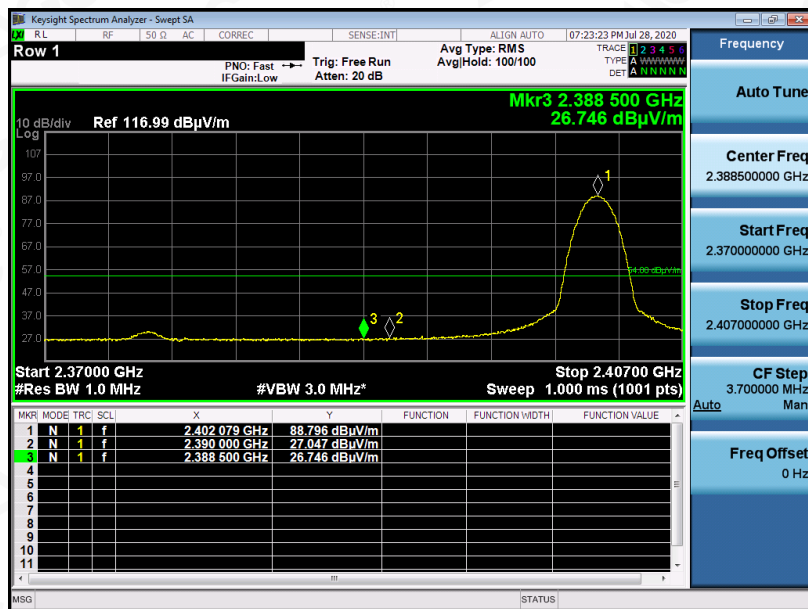 Keysight Spectrum Analyzer - Swept SA
LXI RL RF 50 Ω AC CORREC SENSE:INT ALIGN AUTO 07:23:23 PM Jul 28, 2020
Row 1
PNO: Fast
IFGain:Low
Trig: Free Run
Atten: 20 dB
Avg Type: RMS
Avg|Hold: 100/100
TRACE 1 2 3 4 5 6
TYPE A W W W W W
DET A N N N N N
Mkr3 2.388 500 GHz
26.746 dBµV/m
10 dB/div Ref 116.99 dBµV/m
Log
107
97.0
87.0
77.0
67.0
57.0
47.0
37.0
27.0
1
54.00 dBµV/m
3 2
Start 2.37000 GHz Stop 2.40700 GHz
#Res BW 1.0 MHz #VBW 3.0 MHz* Sweep 1.000 ms (1001 pts)
MKR MODE TRC SCL X Y FUNCTION FUNCTION WIDTH FUNCTION VALUE
1 N 1 f 2.402 079 GHz 88.796 dBµV/m
2 N 1 f 2.390 000 GHz 27.047 dBµV/m
3 N 1 f 2.388 500 GHz 26.746 dBµV/m
4
5
6
7
8
9
10
11
MSG STATUS
Frequency
Auto Tune
Center Freq
2.388500000 GHz
Start Freq
2.370000000 GHz
Stop Freq
2.407000000 GHz
CF Step
3.700000 MHz
Auto Man
Freq Offset
0 Hz